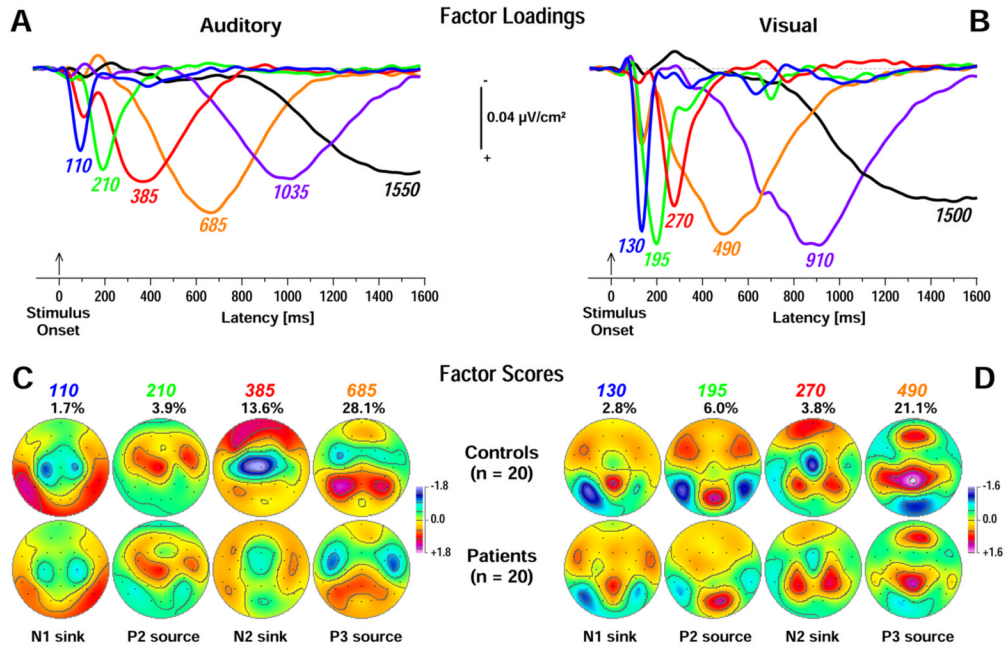 A
Auditory
Factor Loadings
Visual
B
-
0.04 µV/cm²
+
110
210
385
685
1035
1550
130
195
270
490
910
1500
0 200 400 600 800 1000 1200 1400 1600
Stimulus
Onset
Latency [ms]
0 200 400 600 800 1000 1200 1400 1600
Stimulus
Onset
Latency [ms]
C
Factor Scores
D
110 210 385 685
1.7% 3.9% 13.6% 28.1%
130 195 270 490
2.8% 6.0% 3.8% 21.1%
Controls
(n = 20)
-1.8
0.0
+1.8
-1.6
0.0
+1.6
Patients
(n = 20)
N1 sink P2 source N2 sink P3 source
N1 sink P2 source N2 sink P3 source